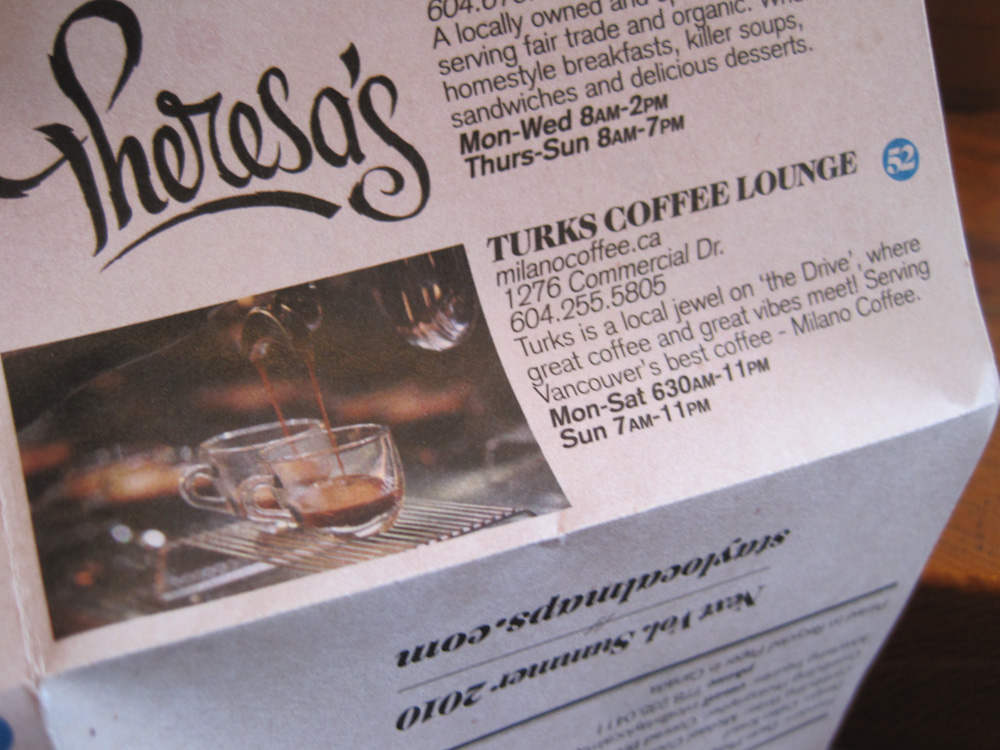 Theresa's
604.
A locally owned and
serving fair trade and organic.
homestyle breakfasts, killer soups,
sandwiches and delicious desserts.
Mon-Wed 8AM-2PM
Thurs-Sun 8AM-7PM
TURKS COFFEE LOUNGE 52
milanocoffee.ca
1276 Commercial Dr.
604.255.5805
Turks is a local jewel on 'the Drive', where
great coffee and great vibes meet! Serving
Vancouver's best coffee - Milano Coffee.
Mon-Sat 630AM-11PM
Sun 7AM-11PM
staylocalmaps.com
Next Vol. Summer 2010